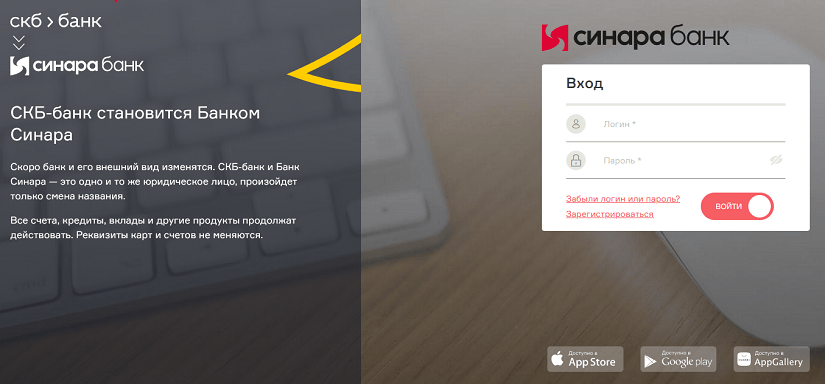 скб > банк
синара банк
СКБ-банк становится Банком
Синара
Скоро банк и его внешний вид изменятся. СКБ-банк и Банк
Синара — это одно и то же юридическое лицо, произойдет
только смена названия.
Все счета, кредиты, вклады и другие продукты продолжат
действовать. Реквизиты карт и счетов не меняются.
синара банк
Вход
Логин *
Пароль *
Забыли логин или пароль?
Зарегистрироваться
ВОЙТИ
Доступно в
App Store
Доступно в
Google play
Доступно в
AppGallery